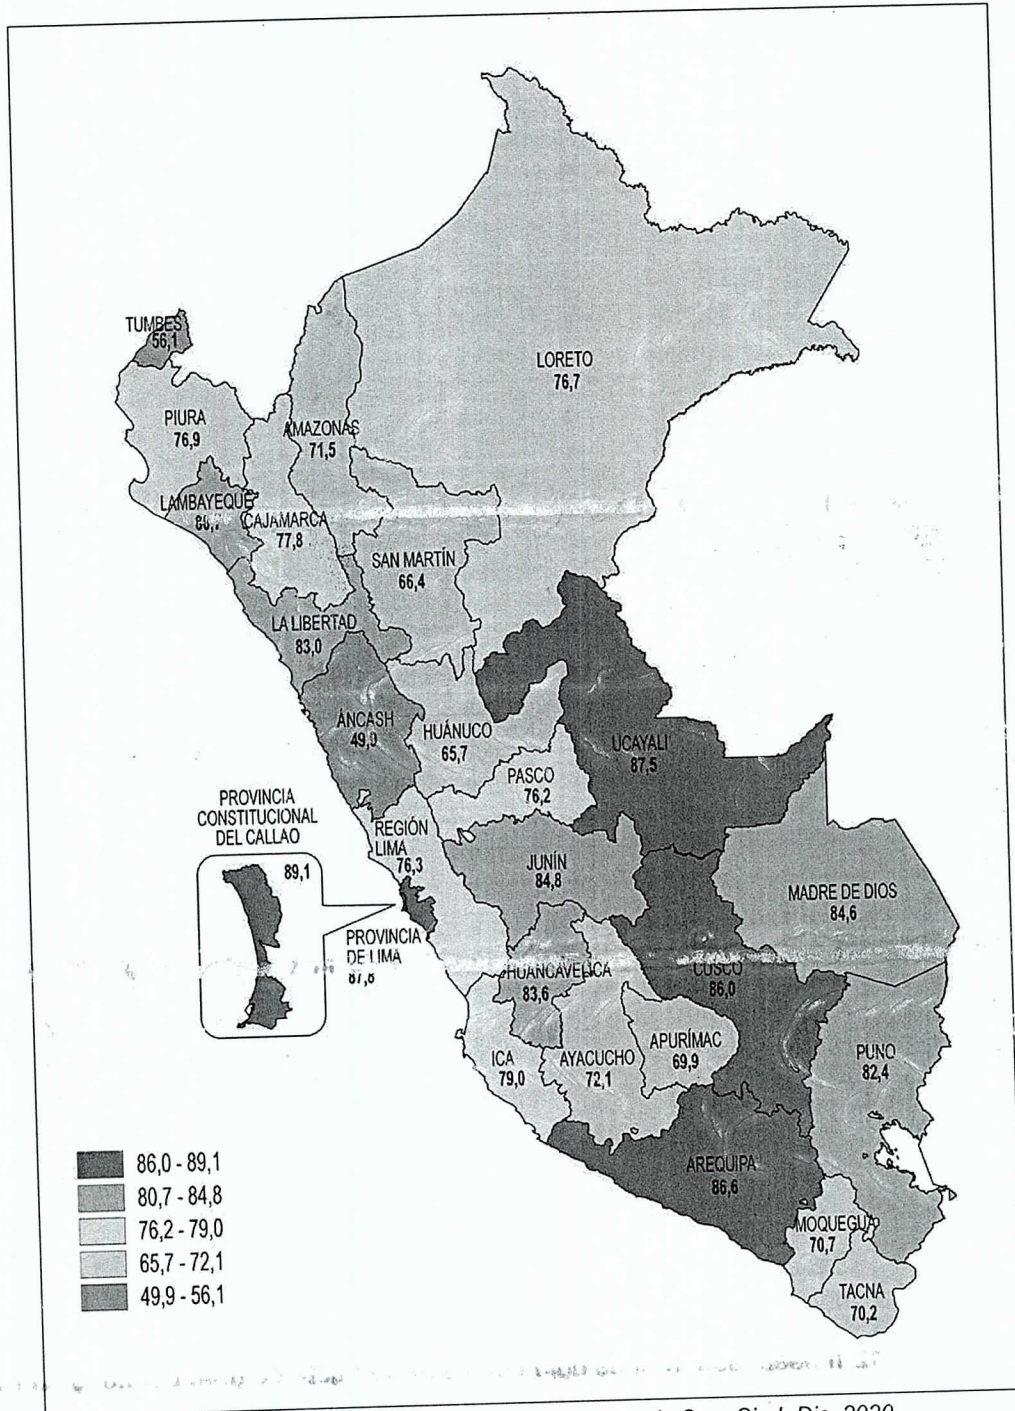 TUMBES
56,1
LORETO
76,7
PIURA
76,9
AMAZONAS
71,5
LAMBAYEQUE
80,7
CAJAMARCA
77,8
SAN MARTÍN
66,4
LA LIBERTAD
83,0
ÁNCASH
49,9
HUÁNUCO
65,7
UCAYALI
87,5
PASCO
76,2
PROVINCIA
CONSTITUCIONAL
DEL CALLAO
89,1
REGIÓN
LIMA
76,3
JUNÍN
84,8
MADRE DE DIOS
84,6
PROVINCIA
DE LIMA
87,8
HUANCAVELICA
83,6
CUSCO
86,0
ICA
79,0
AYACUCHO
72,1
APURÍMAC
69,9
PUNO
82,4
AREQUIPA
86,6
MOQUEGUA
70,7
TACNA
70,2
86,0 - 89,1
80,7 - 84,8
76,2 - 79,0
65,7 - 72,1
49,9 - 56,1
2020